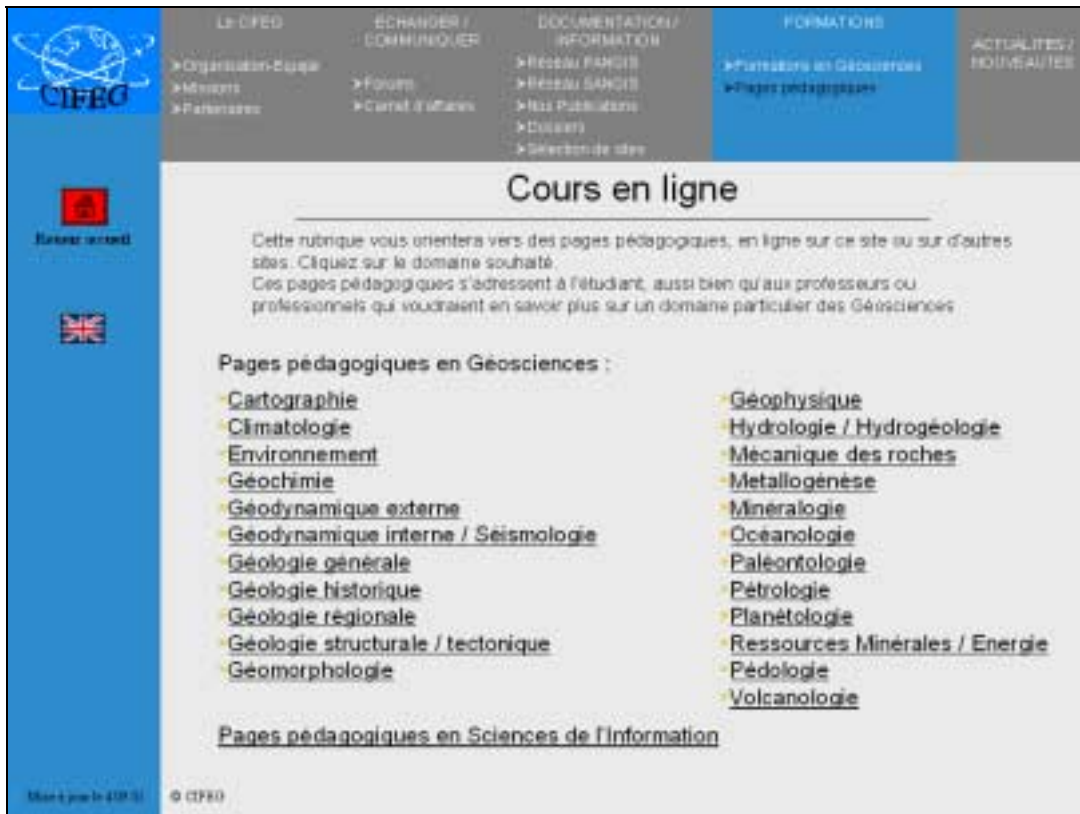 CIFEG
Le CIFEG
Organisation-Equipe
Missions
Partenaires
ECHANGER /
COMMUNIQUER
Forums
Carnet d'affaires
DOCUMENTATION /
INFORMATION
Réseau PANGIS
Réseau SANGIS
Nos Publications
Dossiers
Sélection de sites
FORMATIONS
Formations en Géosciences
Pages pédagogiques
ACTUALITES /
NOUVEAUTES
Retour accueil
Cours en ligne
Cette rubrique vous orientera vers des pages pédagogiques, en ligne sur ce site ou sur d'autres
sites. Cliquez sur le domaine souhaité.
Ces pages pédagogiques s'adressent à l'étudiant, aussi bien qu'aux professeurs ou
professionnels qui voudraient en savoir plus sur un domaine particulier des Géosciences
Pages pédagogiques en Géosciences :
Cartographie
Climatologie
Environnement
Géochimie
Géodynamique externe
Géodynamique interne / Séismologie
Géologie générale
Géologie historique
Géologie régionale
Géologie structurale / tectonique
Géomorphologie
Géophysique
Hydrologie / Hydrogéologie
Mécanique des roches
Metallogénèse
Minéralogie
Océanologie
Paléontologie
Pétrologie
Planétologie
Ressources Minérales / Energie
Pédologie
Volcanologie
Pages pédagogiques en Sciences de l'Information
Mise à jour le
© CIFEG